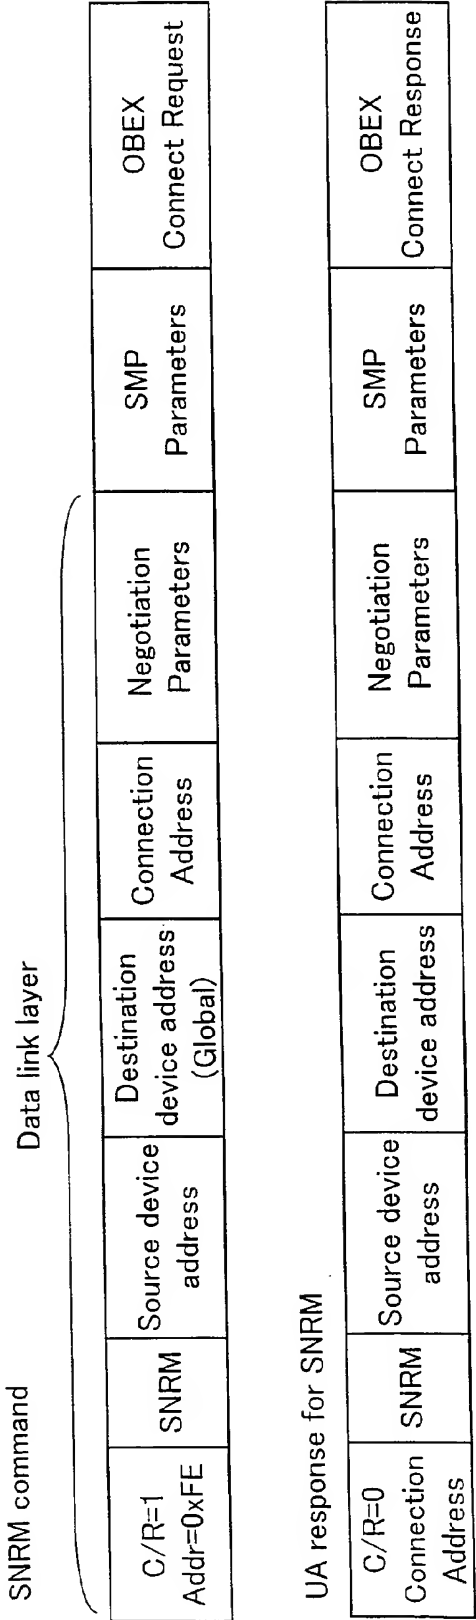 SNRM command
Data link layer
C/R=1
Addr=0xFE
SNRM
Source device
address
Destination
device address
(Global)
Connection
Address
Negotiation
Parameters
SMP
Parameters
OBEX
Connect Request
UA response for SNRM
C/R=0
Connection
Address
SNRM
Source device
address
Destination
device address
Connection
Address
Negotiation
Parameters
SMP
Parameters
OBEX
Connect Response